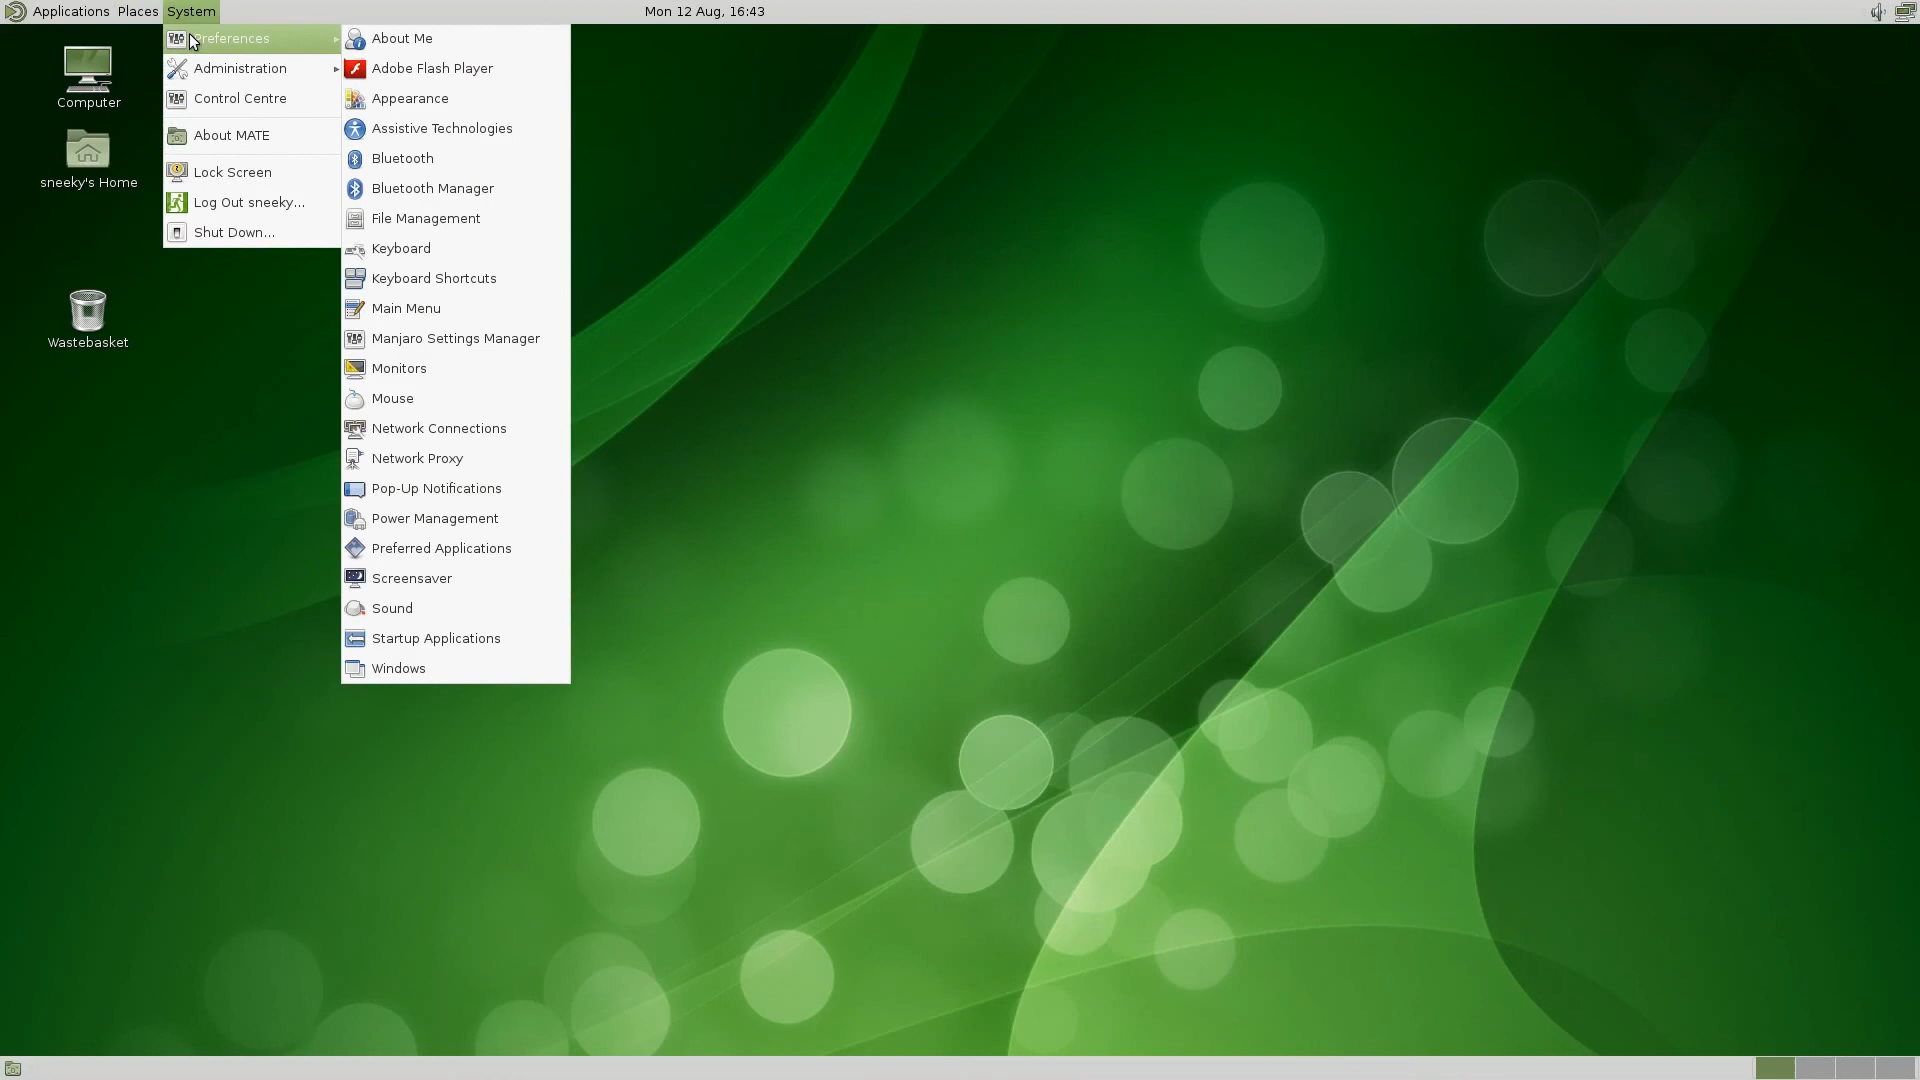 Applications Places System
Mon 12 Aug, 16:43
Computer
sneeky's Home
Wastebasket
Preferences
Administration
Control Centre
About MATE
Lock Screen
Log Out sneeky...
Shut Down...
About Me
Adobe Flash Player
Appearance
Assistive Technologies
Bluetooth
Bluetooth Manager
File Management
Keyboard
Keyboard Shortcuts
Main Menu
Manjaro Settings Manager
Monitors
Mouse
Network Connections
Network Proxy
Pop-Up Notifications
Power Management
Preferred Applications
Screensaver
Sound
Startup Applications
Windows